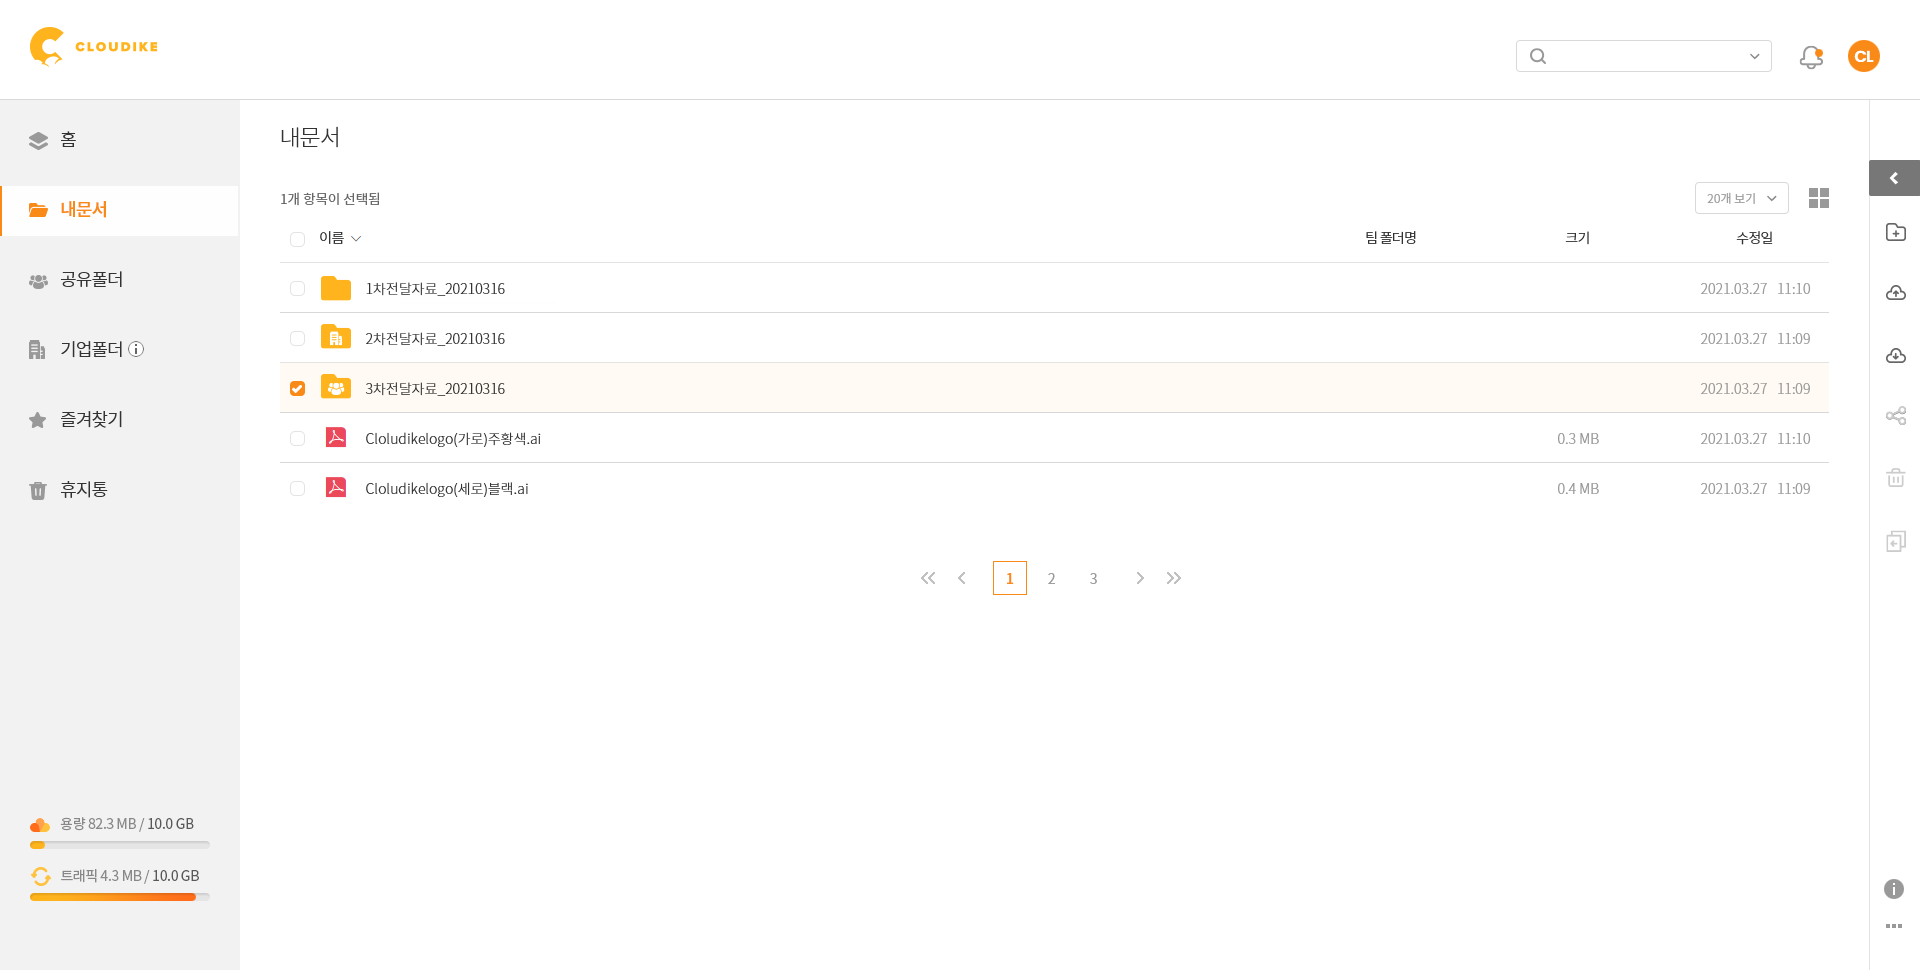 CLOUDIKE
CL
홈
내문서
공유폴더
기업폴더
즐겨찾기
휴지통
용량 82.3 MB / 10.0 GB
트래픽 4.3 MB / 10.0 GB
내문서
1개 항목이 선택됨
20개 보기
이름 팀 폴더명 크기 수정일
1차전달자료_20210316 2021.03.27 11:10
2차전달자료_20210316 2021.03.27 11:09
3차전달자료_20210316 2021.03.27 11:09
Cloludikelogo(가로)주황색.ai 0.3 MB 2021.03.27 11:10
Cloludikelogo(세로)블랙.ai 0.4 MB 2021.03.27 11:09
1 2 3